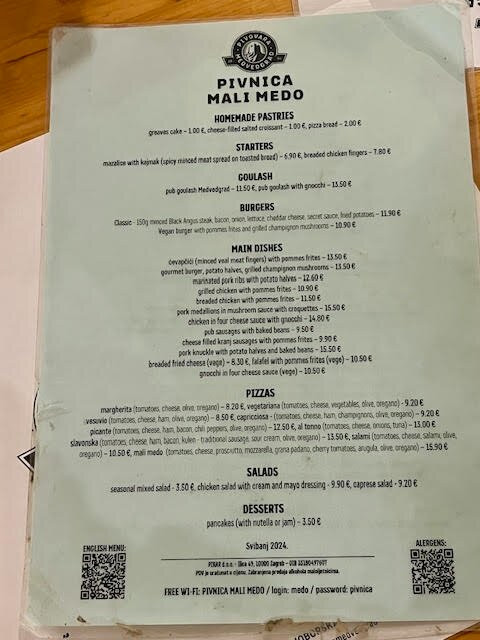 PIVOVARA
MEDVEDGRAD
PIVNICA
MALI MEDO
HOMEMADE PASTRIES
greaves cake – 1.00 €, cheese-filled salted croissant – 1.00 €, pizza bread – 2.00 €
STARTERS
maralice with kajmak (spicy minced meat spread on toasted bread) – 6.90 €, breaded chicken fingers – 7.80 €
GOULASH
pub goulash Medvedgrad – 11.50 €, pub goulash with gnocchi – 13.50 €
BURGERS
Classic - 150g minced Black Angus steak, bacon, onion, lettuce, cheddar cheese, secret sauce, fried potatoes – 11.90 €
Vegan burger with pommes frites and grilled champignon mushrooms – 10.90 €
MAIN DISHES
ćevapčići (minced veal meat fingers) with pommes frites – 13.50 €
gourmet burger, potato halves, grilled champignon mushrooms – 13.50 €
marinated pork ribs with potato halves – 12.60 €
grilled chicken with pommes frites – 10.90 €
breaded chicken with pommes frites – 11.50 €
pork medallions in mushroom sauce with croquettes – 15.50 €
chicken in four cheese sauce with gnocchi – 14.80 €
pub sausages with baked beans – 9.50 €
cheese filled kranj sausages with pommes frites – 9.90 €
pork knuckle with potato halves and baked beans – 15.50 €
breaded fried cheese (vege) – 8.30 €, falafel with pommes frites (vege) – 10.50 €
gnocchi in four cheese sauce (vege) – 10.50 €
PIZZAS
margherita (tomatoes, cheese, olive, oregano) – 8.20 €, vegetariana (tomatoes, cheese, vegetables, olive, oregano) - 9.20 €
vesuvio (tomatoes, cheese, ham, olive, oregano) – 8.50 €, capricciosa - (tomatoes, cheese, ham, champignons, olive, oregano) – 9.20 €
picante (tomatoes, cheese, ham, bacon, chili peppers, olive, oregano) – 12.50 €, al tonno (tomatoes, cheese, onions, tuna) – 13.00 €
slavonska (tomatoes, cheese, ham, bacon, kulen - traditional sausage, sour cream, olive, oregano) – 13.50 €, salami (tomatoes, cheese, salami, olive,
oregano) – 10.50 €, mali medo (tomatoes, cheese, prosciutto, mozzarella, grana padano, cherry tomatoes, arugula, olive, oregano) – 15.90 €
SALADS
seasonal mixed salad - 3.50 €, chicken salad with cream and mayo dressing - 9.90 €, caprese salad - 9.20 €
DESSERTS
pancakes (with nutella or jam) – 3.50 €
Svibanj 2024.
ENGLISH MENU:
ALERGENS:
PIKAR d.o.o. - Ilica 49, 10000 Zagreb - OIB 33180497607
PDV je uračunat u cijenu. Zabranjena prodaja alkohola maloljetnicima.
FREE WI-FI: PIVNICA MALI MEDO / login: medo / password: pivnica